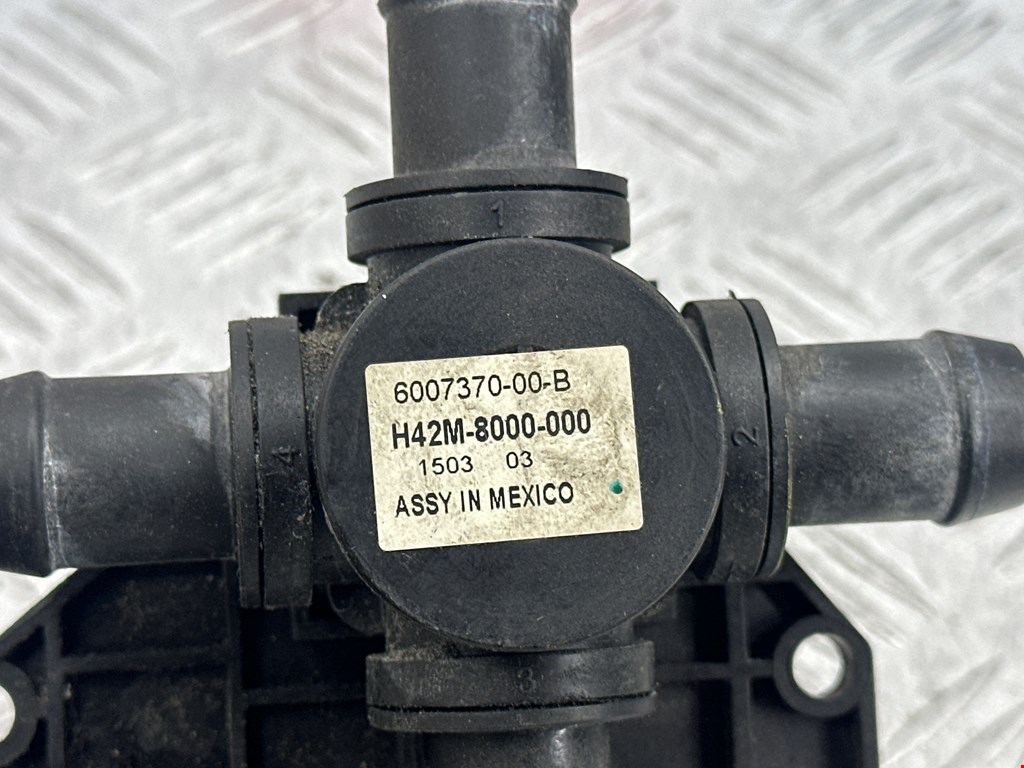 1
6007370-00-B
H42M-8000-000
1503 03
ASSY IN MEXICO
4
2
3